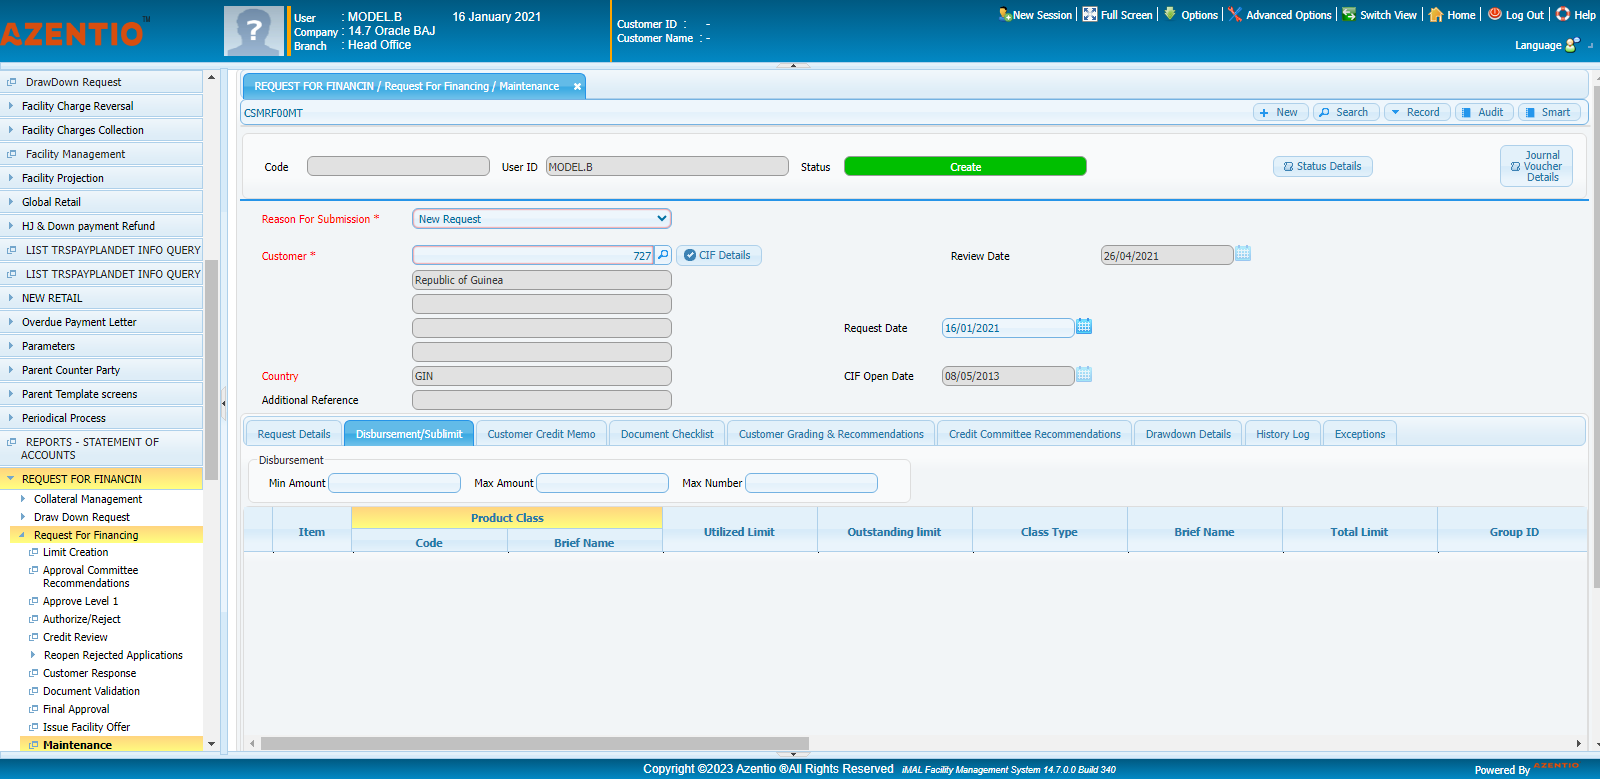 AZENTIO™
?
User : MODEL.B 16 January 2021
Company : 14.7 Oracle BAJ
Branch : Head Office
Customer ID : -
Customer Name : -
New Session Full Screen Options Advanced Options Switch View Home Log Out Help
Language
DrawDown Request
Facility Charge Reversal
Facility Charges Collection
Facility Management
Facility Projection
Global Retail
HJ & Down payment Refund
LIST TRSPAYPLANDET INFO QUERY
LIST TRSPAYPLANDET INFO QUERY
NEW RETAIL
Overdue Payment Letter
Parameters
Parent Counter Party
Parent Template screens
Periodical Process
REPORTS - STATEMENT OF
ACCOUNTS
REQUEST FOR FINANCIN
Collateral Management
Draw Down Request
Request For Financing
Limit Creation
Approval Committee
Recommendations
Approve Level 1
Authorize/Reject
Credit Review
Reopen Rejected Applications
Customer Response
Document Validation
Final Approval
Issue Facility Offer
Maintenance
REQUEST FOR FINANCIN / Request For Financing / Maintenance
CSMRF00MT
New Search Record Audit Smart
Code User ID MODEL.B Status Create Status Details
Journal
Voucher
Details
Reason For Submission * New Request
Customer * 727 CIF Details Review Date 26/04/2021
Republic of Guinea
Request Date 16/01/2021
Country GIN CIF Open Date 08/05/2013
Additional Reference
Request Details Disbursement/Sublimit Customer Credit Memo Document Checklist Customer Grading & Recommendations Credit Committee Recommendations Drawdown Details History Log Exceptions
Disbursement
Min Amount Max Amount Max Number
Item Product Class Utilized Limit Outstanding limit Class Type Brief Name Total Limit Group ID
Code Brief Name
Copyright ©2023 Azentio ®All Rights Reserved iMAL Facility Management System 14.7.0.0 Build 340
Powered By AZENTIO